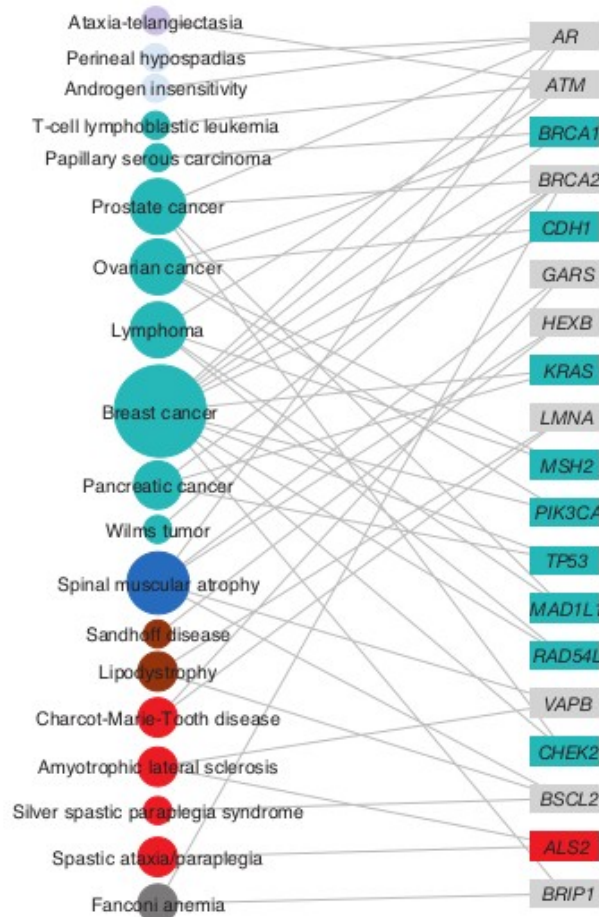 Ataxia-telangiectasia
Perineal hypospadias
Androgen insensitivity
T-cell lymphoblastic leukemia
Papillary serous carcinoma
Prostate cancer
Ovarian cancer
Lymphoma
Breast cancer
Pancreatic cancer
Wilms tumor
Spinal muscular atrophy
Sandhoff disease
Lipodystrophy
Charcot-Marie-Tooth disease
Amyotrophic lateral sclerosis
Silver spastic paraplegia syndrome
Spastic ataxia/paraplegia
Fanconi anemia
AR
ATM
BRCA1
BRCA2
CDH1
GARS
HEXB
KRAS
LMNA
MSH2
PIK3CA
TP53
MAD1L1
RAD54L
VAPB
CHEK2
BSCL2
ALS2
BRIP1